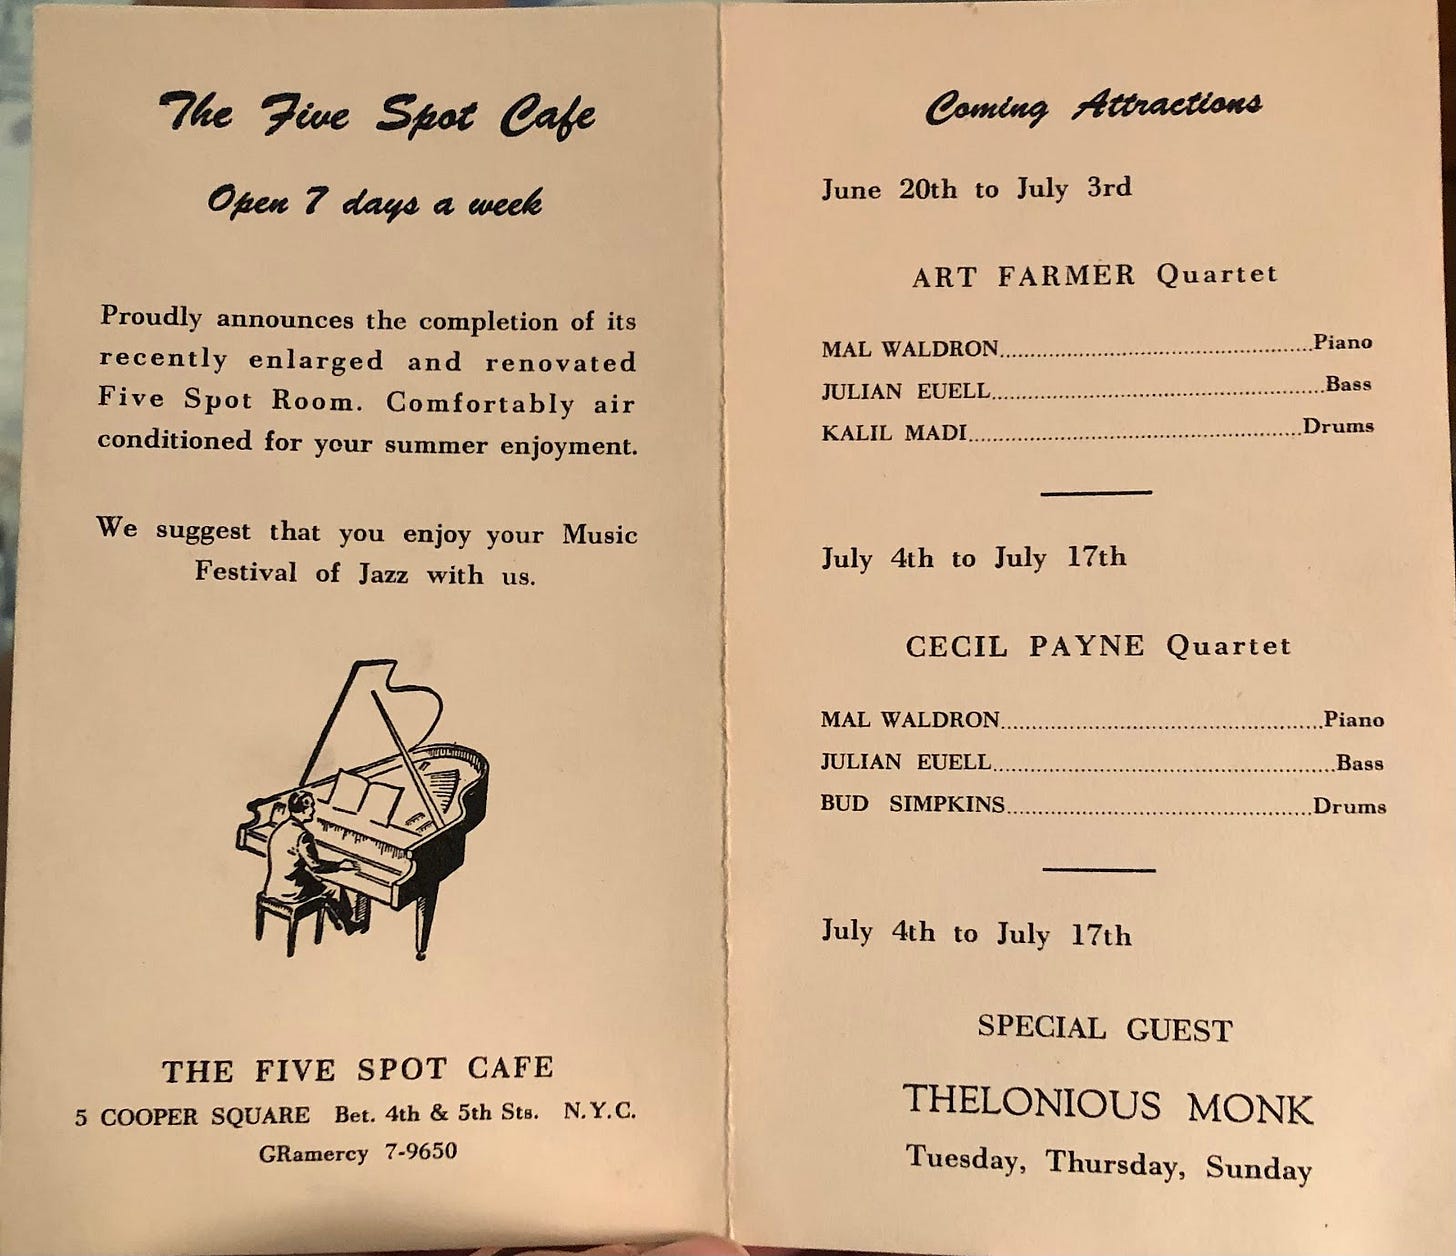 The Five Spot Cafe
Open 7 days a week
Proudly announces the completion of its
recently enlarged and renovated
Five Spot Room. Comfortably air
conditioned for your summer enjoyment.
We suggest that you enjoy your Music
Festival of Jazz with us.
THE FIVE SPOT CAFE
5 COOPER SQUARE Bet. 4th & 5th Sts. N.Y.C.
GRamercy 7-9650
Coming Attractions
June 20th to July 3rd
ART FARMER Quartet
MAL WALDRON..........Piano
JULIAN EUELL..........Bass
KALIL MADI..........Drums
July 4th to July 17th
CECIL PAYNE Quartet
MAL WALDRON..........Piano
JULIAN EUELL..........Bass
BUD SIMPKINS..........Drums
July 4th to July 17th
SPECIAL GUEST
THELONIOUS MONK
Tuesday, Thursday, Sunday